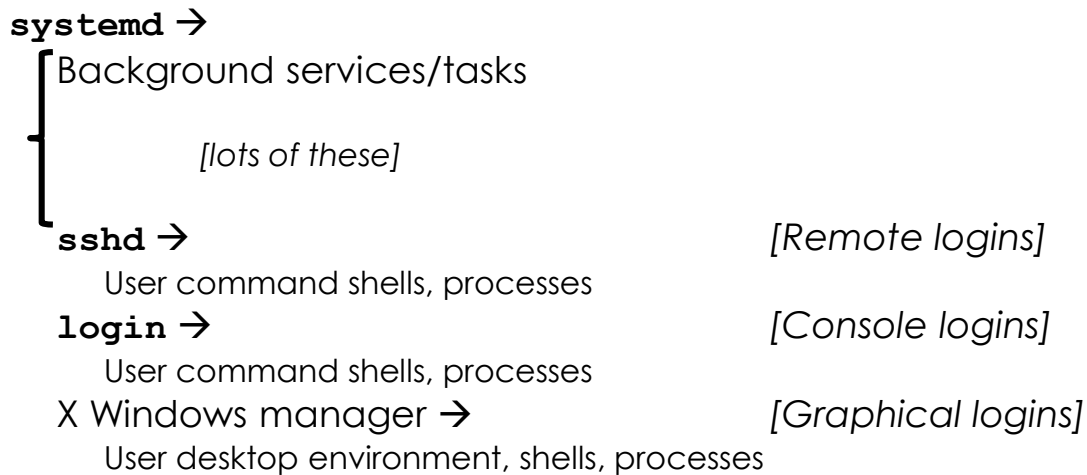 systemd →
Background services/tasks
[lots of these]
sshd → [Remote logins]
User command shells, processes
login → [Console logins]
User command shells, processes
X Windows manager → [Graphical logins]
User desktop environment, shells, processes